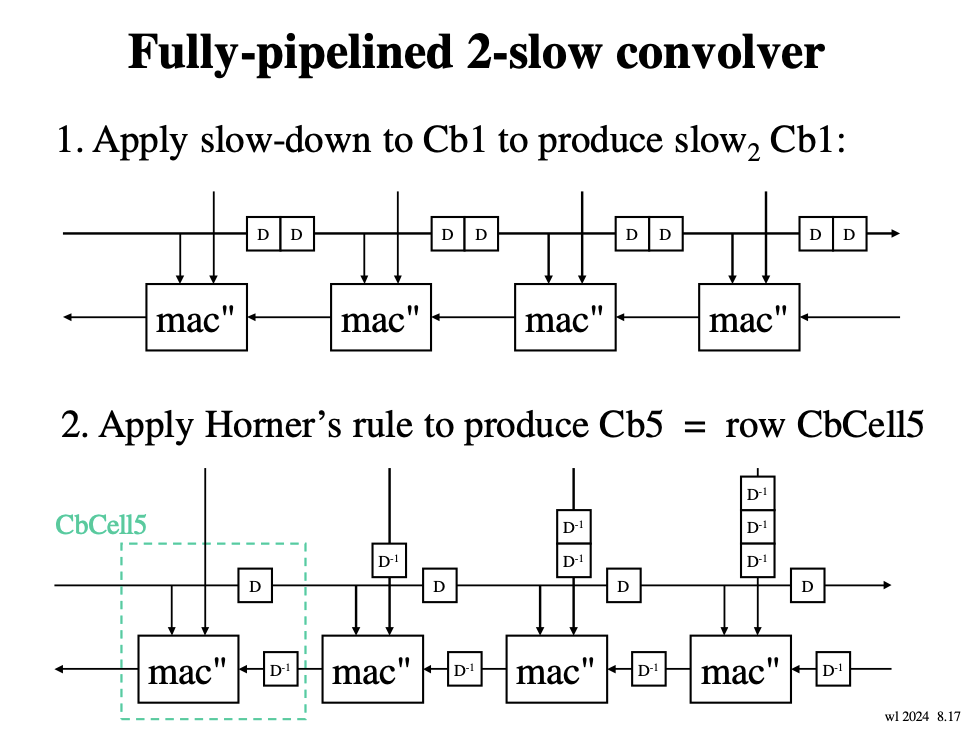 Fully-pipelined 2-slow convolver
1. Apply slow-down to Cb1 to produce slow₂ Cb1:
D D D D D D D D
mac" mac" mac" mac"
2. Apply Horner's rule to produce Cb5 = row CbCell5
D⁻¹
CbCell5 D⁻¹ D⁻¹
D⁻¹ D⁻¹ D⁻¹
D D D D
mac" D⁻¹ mac" D⁻¹ mac" D⁻¹ mac" D⁻¹
wl 2024 8.17